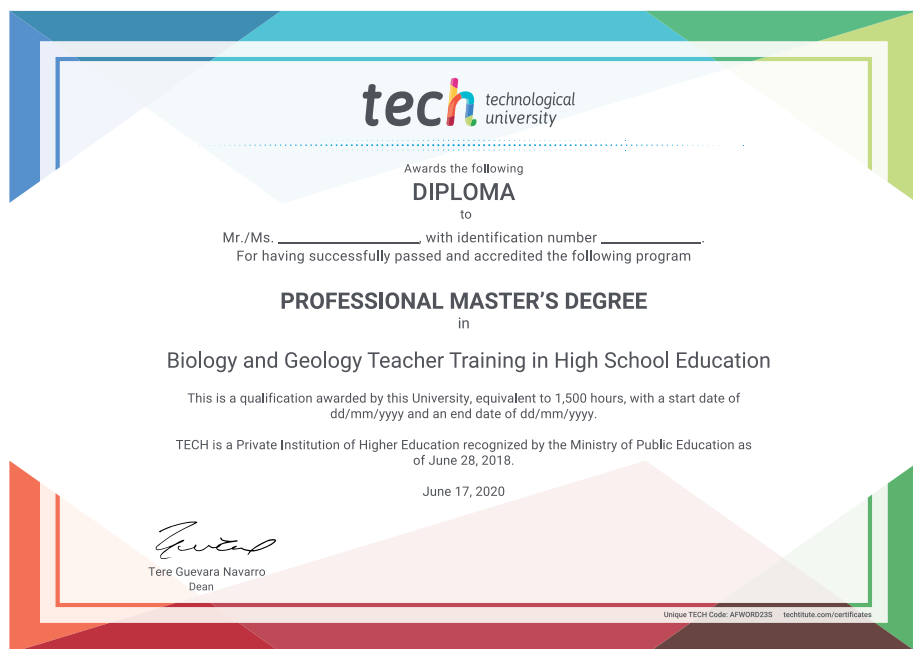 tech technological
university
Awards the following
DIPLOMA
to
Mr./Ms. ____________________, with identification number ______________.
For having successfully passed and accredited the following program
PROFESSIONAL MASTER’S DEGREE
in
Biology and Geology Teacher Training in High School Education
This is a qualification awarded by this University, equivalent to 1,500 hours, with a start date of
dd/mm/yyyy and an end date of dd/mm/yyyy.
TECH is a Private Institution of Higher Education recognized by the Ministry of Public Education as
of June 28, 2018.
June 17, 2020
Tere Guevara Navarro
Dean
Unique TECH Code: AFWORD23S techtitute.com/certificates